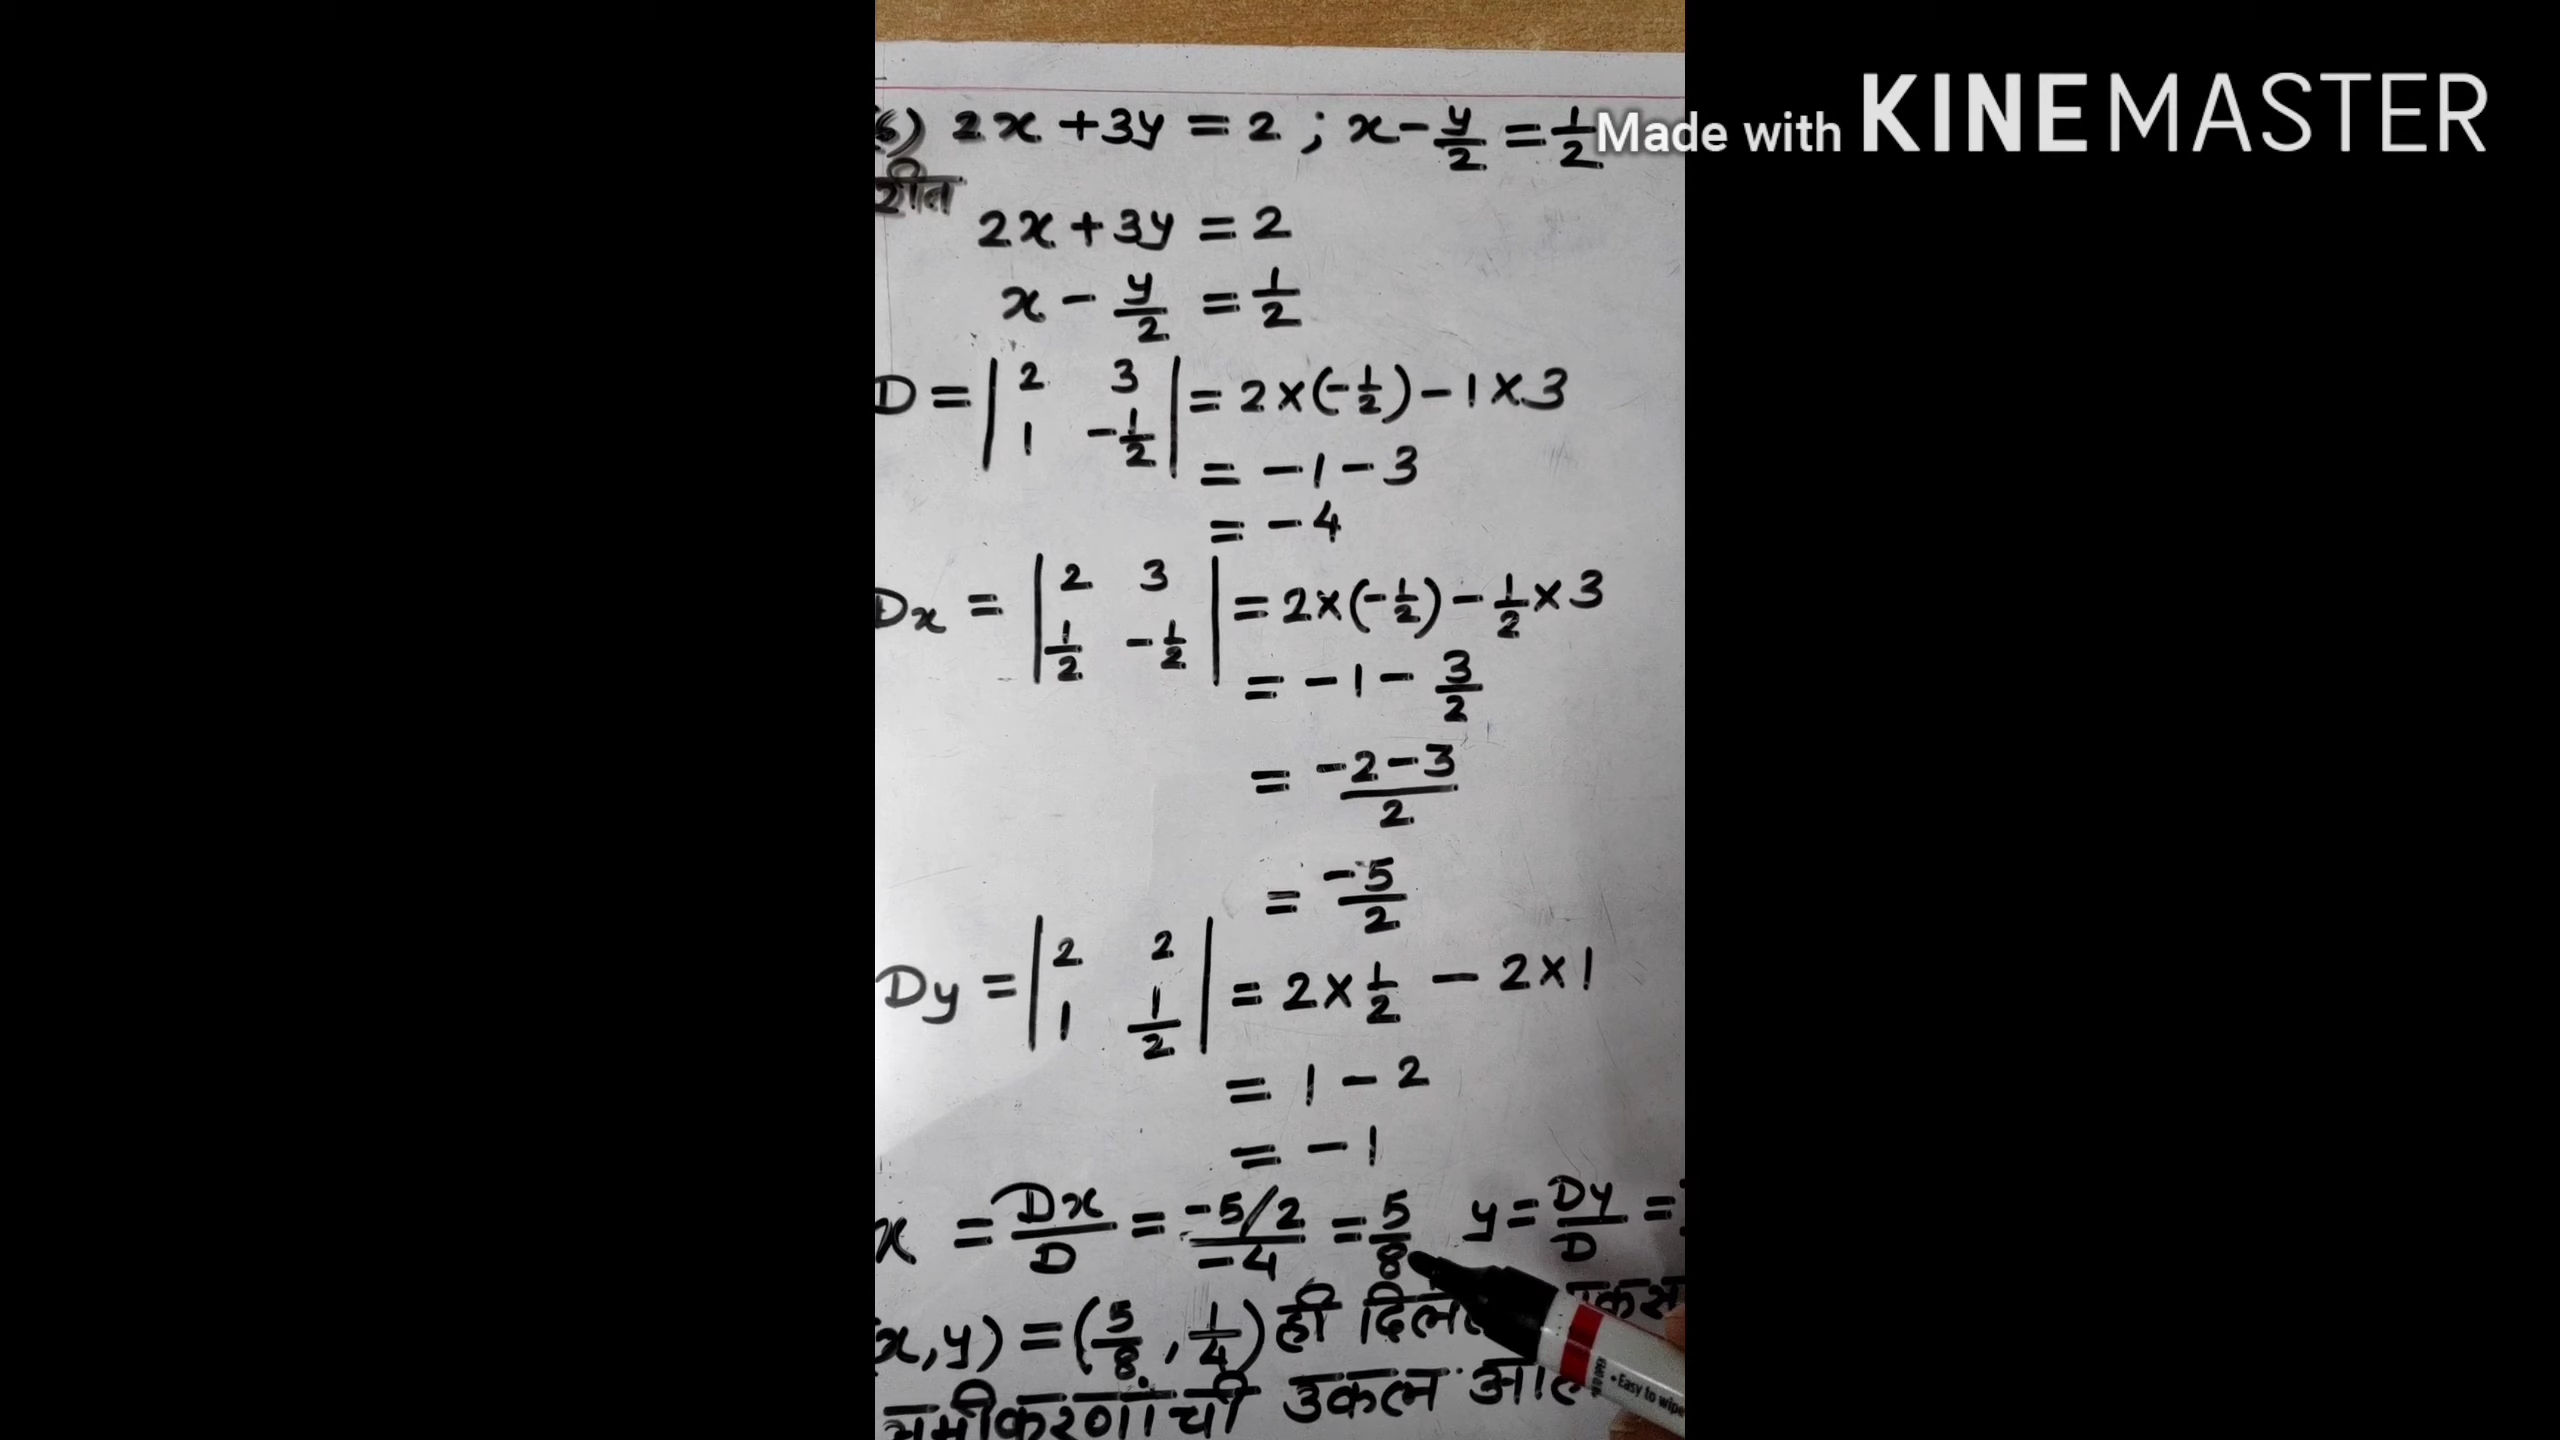 (6) 2x + 3y = 2 ; x - y/2 = 1/2
Made with KINEMASTER
रीत
2x + 3y = 2
x - y/2 = 1/2
D = | 2 3 | = 2 × (-1/2) - 1 × 3
| 1 -1/2 |
= -1 - 3
= -4
Dx = | 2 3 | = 2 × (-1/2) - 1/2 × 3
| 1/2 -1/2 |
= -1 - 3/2
= -2-3/2
= -5/2
Dy = | 2 2 | = 2 × 1/2 - 2 × 1
| 1 1/2 |
= 1 - 2
= -1
x = Dx/D = -5/2/-4 = 5/8 y = Dy/D =
(x, y) = (5/8, 1/4) ही
समीकरणांची उकल
Easy to wipe